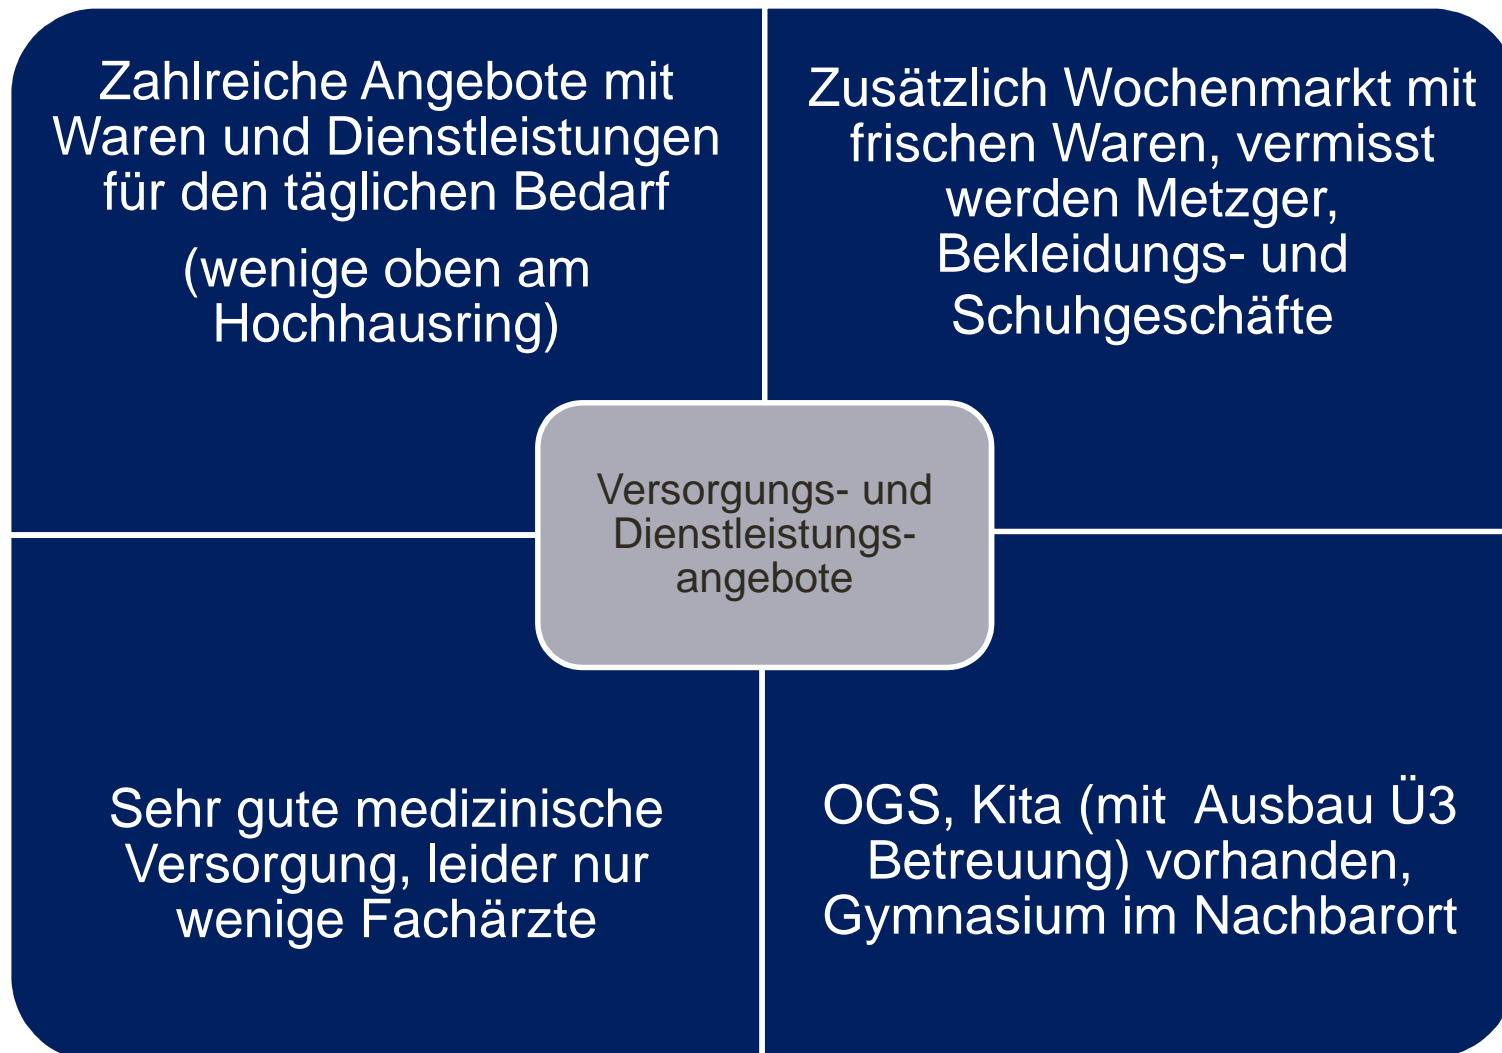 Zahlreiche Angebote mit
Waren und Dienstleistungen
für den täglichen Bedarf
(wenige oben am
Hochhausring)
Zusätzlich Wochenmarkt mit
frischen Waren, vermisst
werden Metzger,
Bekleidungs- und
Schuhgeschäfte
Versorgungs- und
Dienstleistungs-
angebote
Sehr gute medizinische
Versorgung, leider nur
wenige Fachärzte
OGS, Kita (mit  Ausbau Ü3
Betreuung) vorhanden,
Gymnasium im Nachbarort